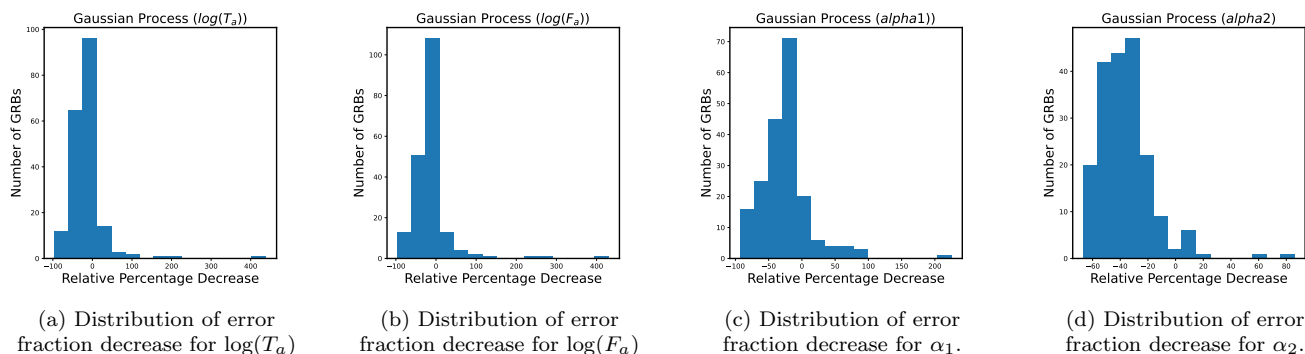 Gaussian Process (log(Tₐ))
Number of GRBs
100
80
60
40
20
0
−100 0 100 200 300 400
Relative Percentage Decrease
(a) Distribution of error
fraction decrease for log(Tₐ)
Gaussian Process (log(Fₐ))
Number of GRBs
100
80
60
40
20
0
−100 0 100 200 300 400
Relative Percentage Decrease
(b) Distribution of error
fraction decrease for log(Fₐ)
Gaussian Process (alpha1))
Number of GRBs
70
60
50
40
30
20
10
0
−100 −50 0 50 100 150 200
Relative Percentage Decrease
(c) Distribution of error
fraction decrease for α₁.
Gaussian Process (alpha2)
Number of GRBs
40
30
20
10
0
−60 −40 −20 0 20 40 60 80
Relative Percentage Decrease
(d) Distribution of error
fraction decrease for α₂.